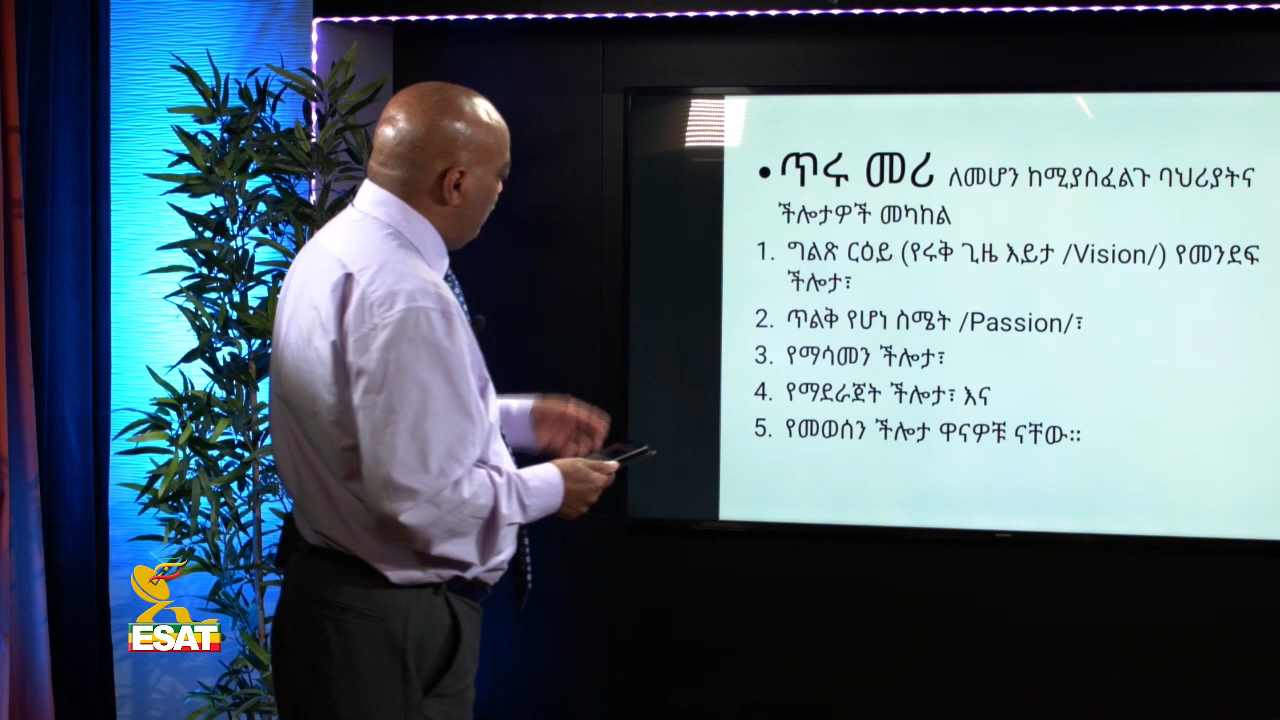 • ጥሩ መሪ ለመሆን ከሚያስፈልጉ ባህሪያትና
ችሎታዎች መካከል
1. ግልጽ ርዕይ (የሩቅ ጊዜ እይታ /Vision/) የመንደፍ
ችሎታ፣
2. ጥልቅ የሆነ ስሜት /Passion/፣
3. የማሳመን ችሎታ፣
4. የማደራጀት ችሎታ፣ እና
5. የመወሰን ችሎታ ዋናዎቹ ናቸው።
ESAT